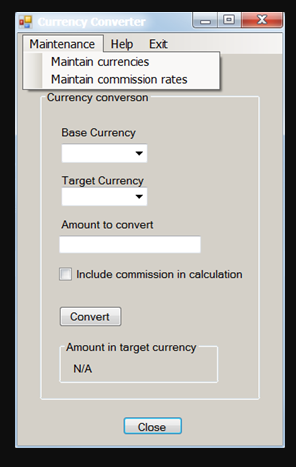 Currency Converter
Maintenance Help Exit
Maintain currencies
Maintain commission rates
Currency converson
Base Currency
Target Currency
Amount to convert
Include commission in calculation
Convert
Amount in target currency
N/A
Close